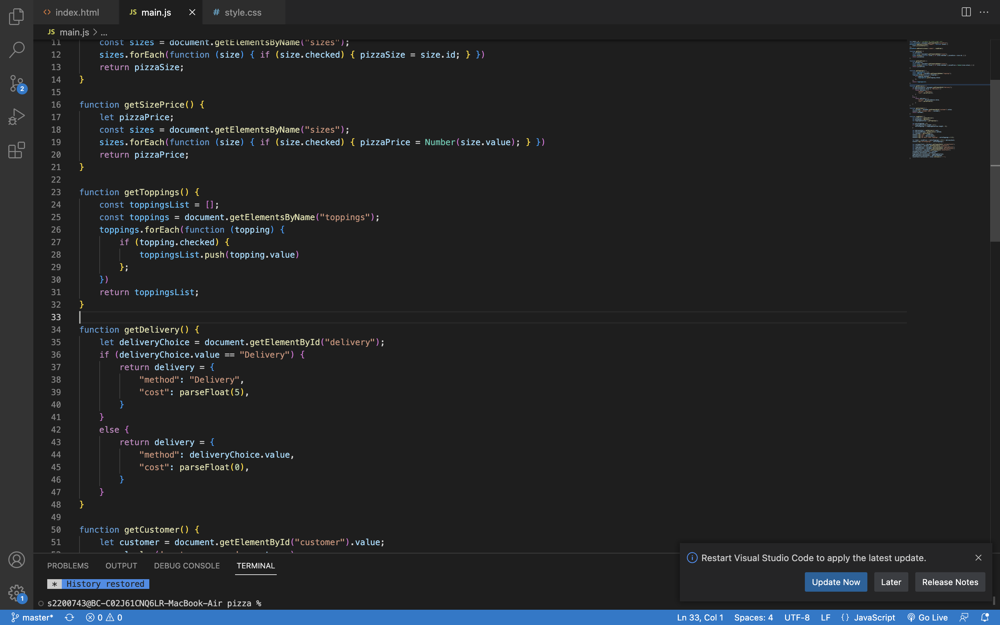 index.html
JS main.js
# style.css
JS main.js > ...
11 const sizes = document.getElementsByName("sizes");
12 sizes.forEach(function (size) { if (size.checked) { pizzaSize = size.id; } })
13 return pizzaSize;
14 }
15
16 function getSizePrice() {
17 let pizzaPrice;
18 const sizes = document.getElementsByName("sizes");
19 sizes.forEach(function (size) { if (size.checked) { pizzaPrice = Number(size.value); } })
20 return pizzaPrice;
21 }
22
23 function getToppings() {
24 const toppingsList = [];
25 const toppings = document.getElementsByName("toppings");
26 toppings.forEach(function (topping) {
27 if (topping.checked) {
28 toppingsList.push(topping.value)
29 };
30 })
31 return toppingsList;
32 }
33
34 function getDelivery() {
35 let deliveryChoice = document.getElementById("delivery");
36 if (deliveryChoice.value == "Delivery") {
37 return delivery = {
38 "method": "Delivery",
39 "cost": parseFloat(5),
40 }
41 }
42 else {
43 return delivery = {
44 "method": deliveryChoice.value,
45 "cost": parseFloat(0),
46 }
47 }
48 }
49
50 function getCustomer() {
51 let customer = document.getElementById("customer").value;
2
1
PROBLEMS OUTPUT DEBUG CONSOLE TERMINAL
* History restored
s2200743@BC-C02J61CNQ6LR-MacBook-Air pizza %
Restart Visual Studio Code to apply the latest update.
Update Now Later Release Notes
master* 0 0 Ln 33, Col 1 Spaces: 4 UTF-8 LF {} JavaScript Go Live